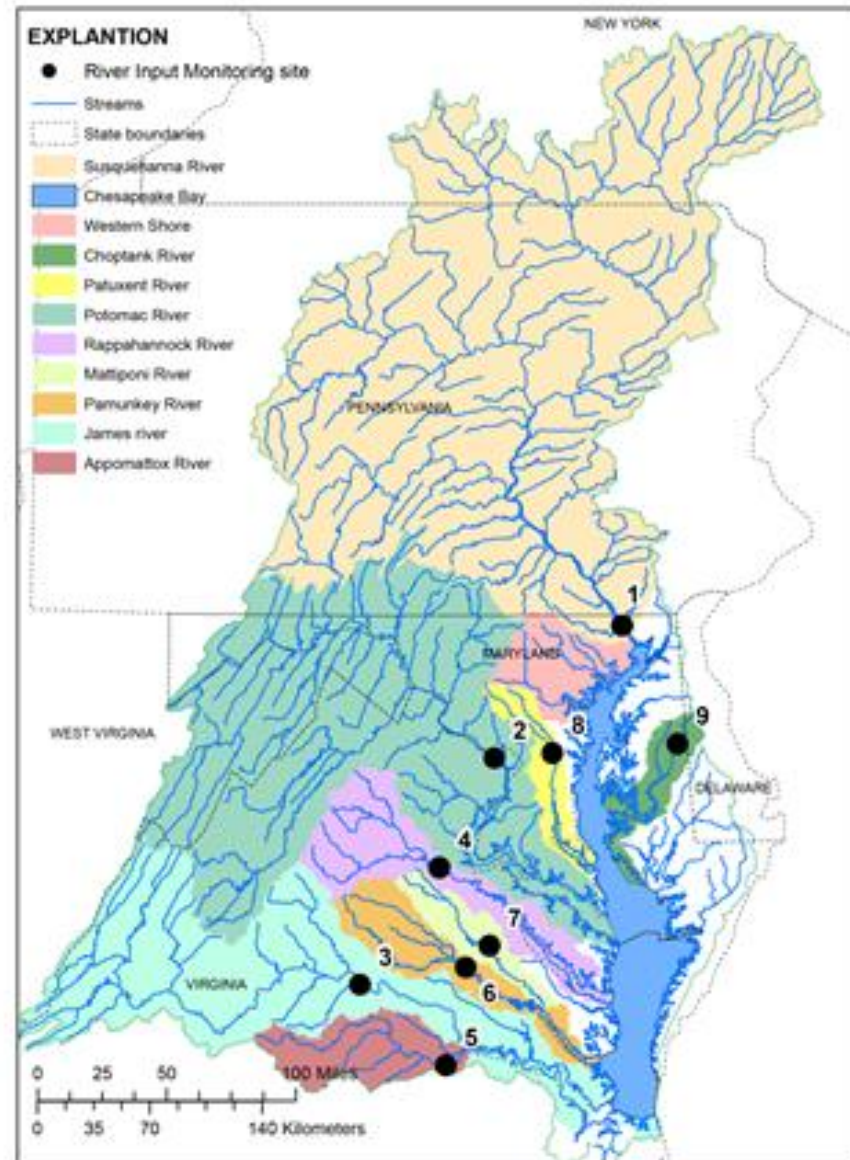 NEW YORK
EXPLANTION
River Input Monitoring site
Streams
State boundaries
Susquehanna River
Chesapeake Bay
Western Shore
Choptank River
Patuxent River
Potomac River
Rappahannock River
Mattiponi River
Pamunkey River
James river
Appomattox River
PENNSYLVANIA
1
MARYLAND
WEST VIRGINIA
2
8
9
DELAWARE
4
7
3
VIRGINIA
6
5
0 25 50 100 Miles
0 35 70 140 Kilometers